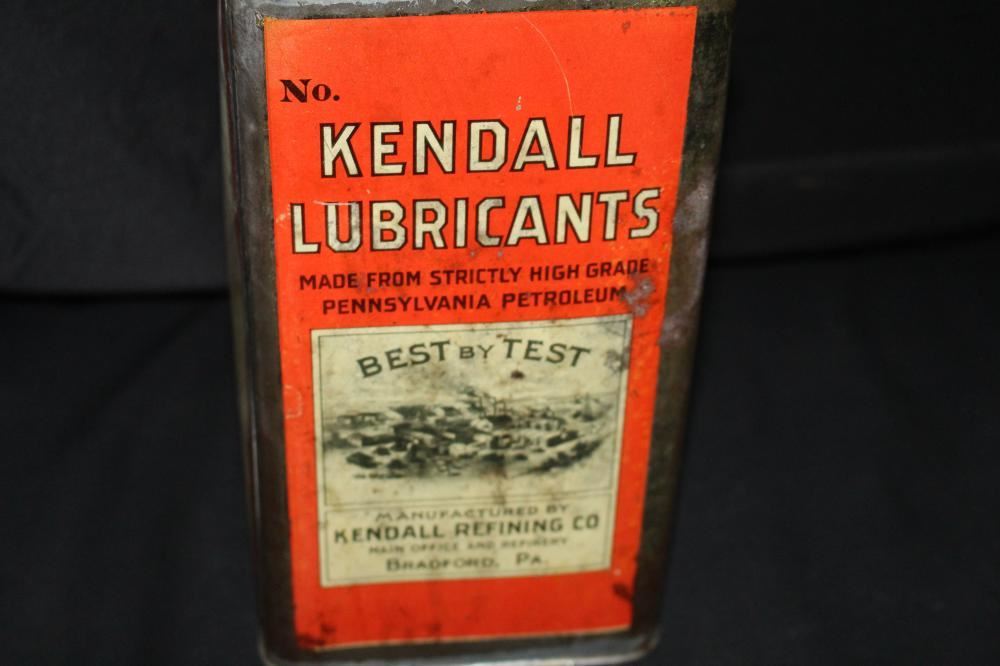 No.
KENDALL
LUBRICANTS
MADE FROM STRICTLY HIGH GRADE
PENNSYLVANIA PETROLEUM
BEST BY TEST
MANUFACTURED BY
KENDALL REFINING CO
MAIN OFFICE AND REFINERY
BRADFORD, PA.